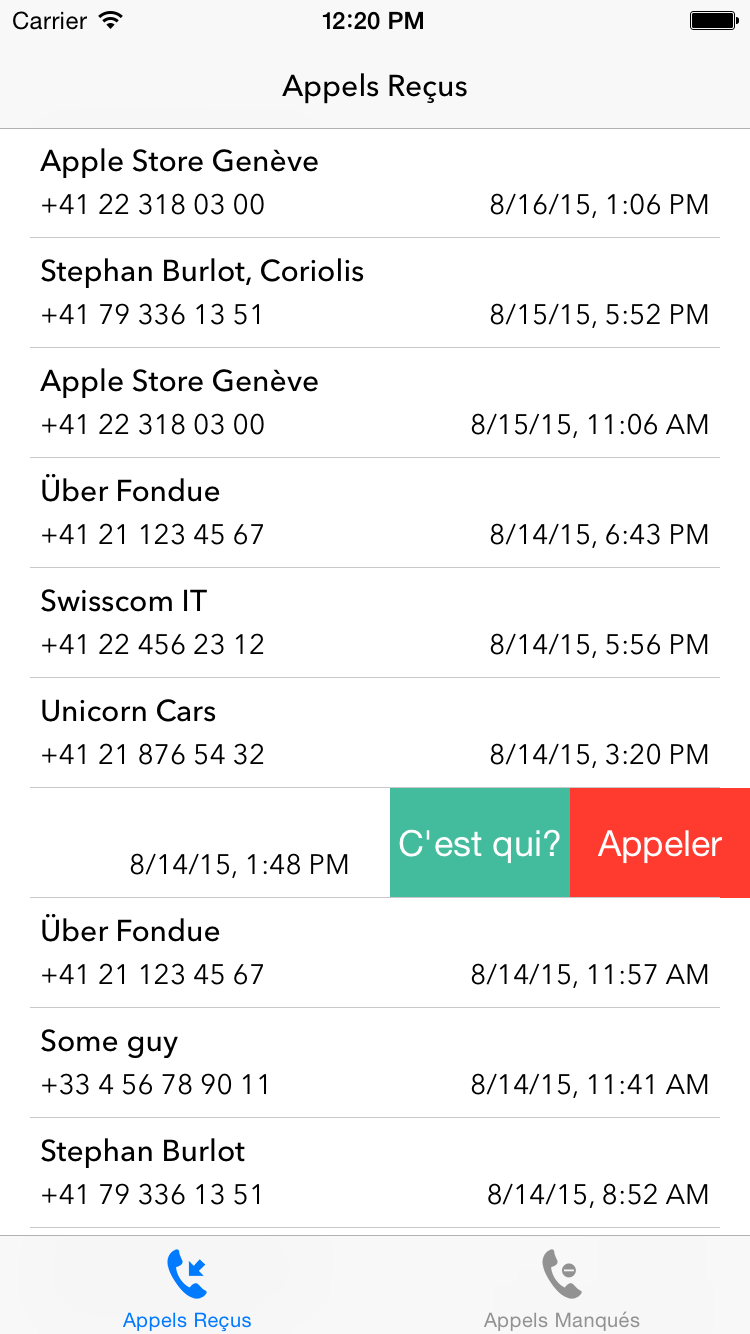 Carrier 12:20 PM
Appels Reçus
Apple Store Genève
+41 22 318 03 00 8/16/15, 1:06 PM
Stephan Burlot, Coriolis
+41 79 336 13 51 8/15/15, 5:52 PM
Apple Store Genève
+41 22 318 03 00 8/15/15, 11:06 AM
Über Fondue
+41 21 123 45 67 8/14/15, 6:43 PM
Swisscom IT
+41 22 456 23 12 8/14/15, 5:56 PM
Unicorn Cars
+41 21 876 54 32 8/14/15, 3:20 PM
8/14/15, 1:48 PM C'est qui? Appeler
Über Fondue
+41 21 123 45 67 8/14/15, 11:57 AM
Some guy
+33 4 56 78 90 11 8/14/15, 11:41 AM
Stephan Burlot
+41 79 336 13 51 8/14/15, 8:52 AM
Appels Reçus Appels Manqués